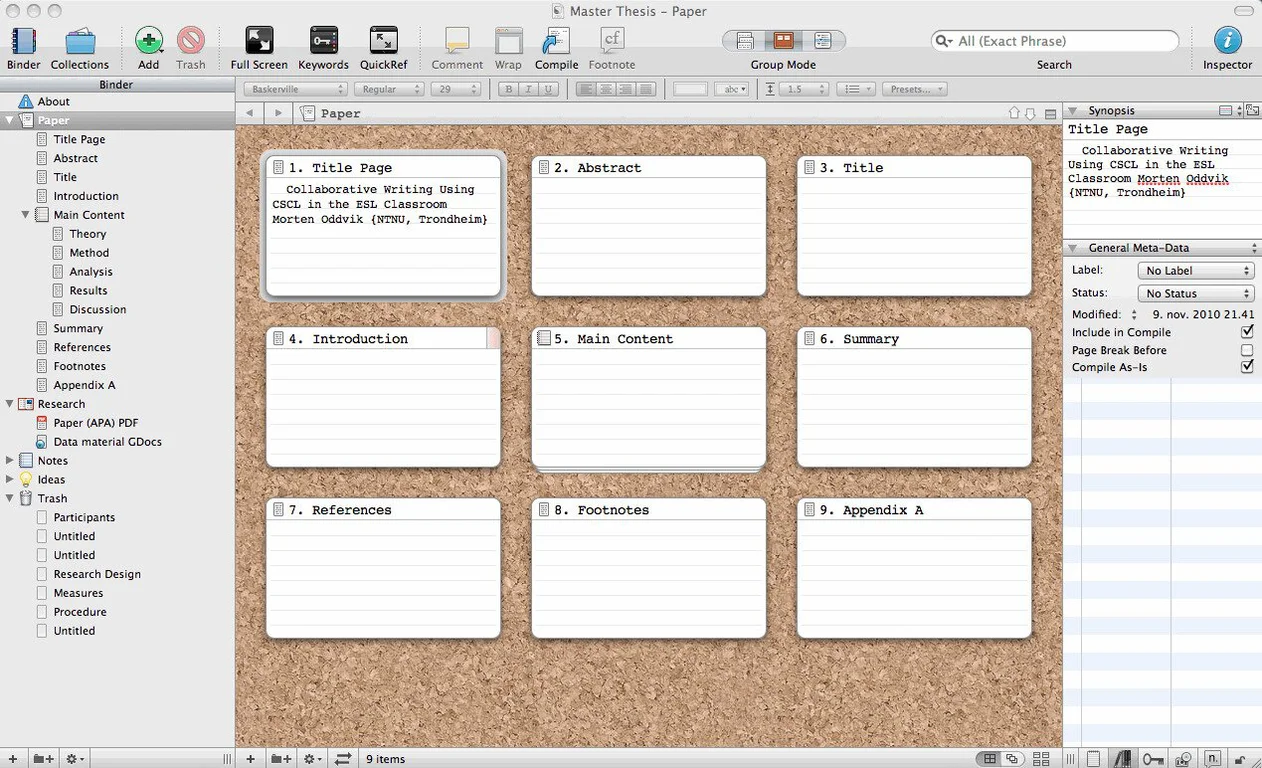 Master Thesis – Paper
Binder
Collections
Add
Trash
Full Screen
Keywords
QuickRef
Comment
Wrap
Compile
cf
Footnote
Group Mode
All (Exact Phrase)
Search
i
Inspector
Binder
Baskerville
Regular
29
B I U
abc
1.5
Presets...
About
Paper
Title Page
Abstract
Title
Introduction
Main Content
Theory
Method
Analysis
Results
Discussion
Summary
References
Footnotes
Appendix A
Research
Paper (APA) PDF
Data material GDocs
Notes
Ideas
Trash
Participants
Untitled
Untitled
Research Design
Measures
Procedure
Untitled
Paper
1. Title Page
Collaborative Writing Using
CSCL in the ESL Classroom
Morten Oddvik {NTNU, Trondheim}
2. Abstract
3. Title
4. Introduction
5. Main Content
6. Summary
7. References
8. Footnotes
9. Appendix A
9 items
Synopsis
Title Page
Collaborative Writing
Using CSCL in the ESL
Classroom Morten Oddvik
{NTNU, Trondheim}
General Meta-Data
Label: No Label
Status: No Status
Modified: 9. nov. 2010 21.41
Include in Compile
Page Break Before
Compile As-Is
n.